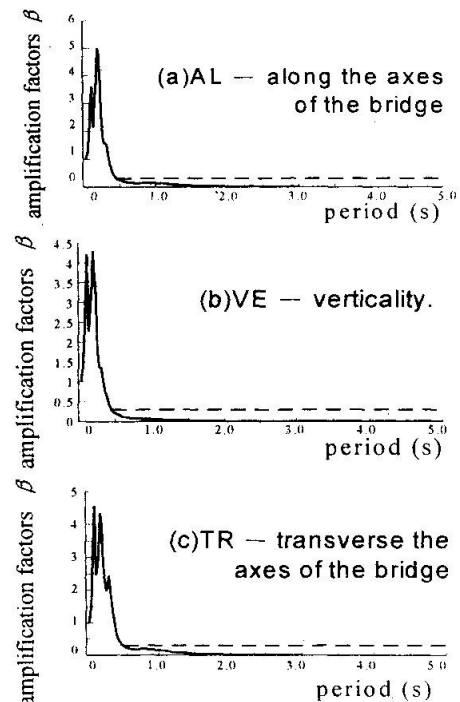 amplification factors β
6
5
4
3
2
1
0
(a)AL — along the axes
of the bridge
0 1.0 2.0 3.0 4.0 5.0
period (s)
amplification factors β
4.5
4
3.5
3
2.5
2
1.5
1
0.5
0
(b)VE — verticality.
0 1.0 2.0 3.0 4.0 5.0
period (s)
amplification factors β
5
4
3
2
1
0
(c)TR — transverse the
axes of the bridge
0 1.0 2.0 3.0 4.0 5.0
period (s)